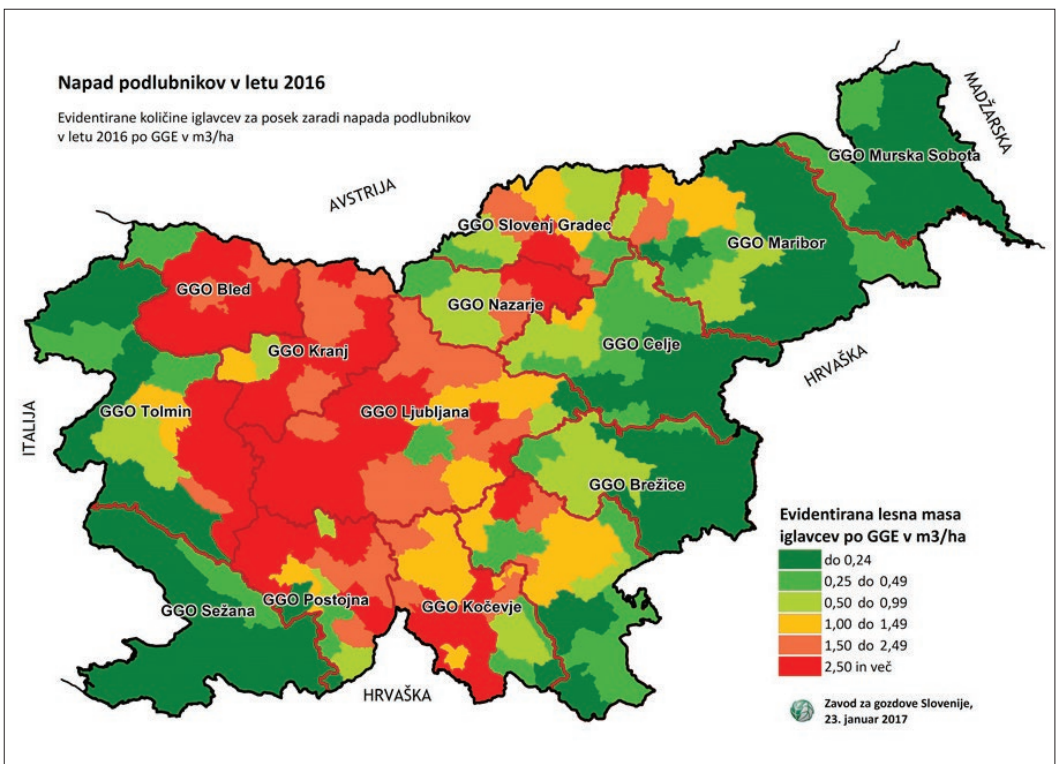 Napad podlubnikov v letu 2016
Evidentirane količine iglavcev za posek zaradi napada podlubnikov
v letu 2016 po GGE v m3/ha
MADŽARSKA
AVSTRIJA
GGO Murska Sobota
GGO Slovenj Gradec
GGO Maribor
GGO Bled
GGO Nazarje
GGO Kranj
GGO Celje
HRVAŠKA
ITALIJA
GGO Tolmin
GGO Ljubljana
GGO Brežice
GGO Sežana
GGO Postojna
GGO Kočevje
HRVAŠKA
Evidentirana lesna masa
iglavcev po GGE v m3/ha
do 0,24
0,25 do 0,49
0,50 do 0,99
1,00 do 1,49
1,50 do 2,49
2,50 in več
Zavod za gozdove Slovenije,
23. januar 2017